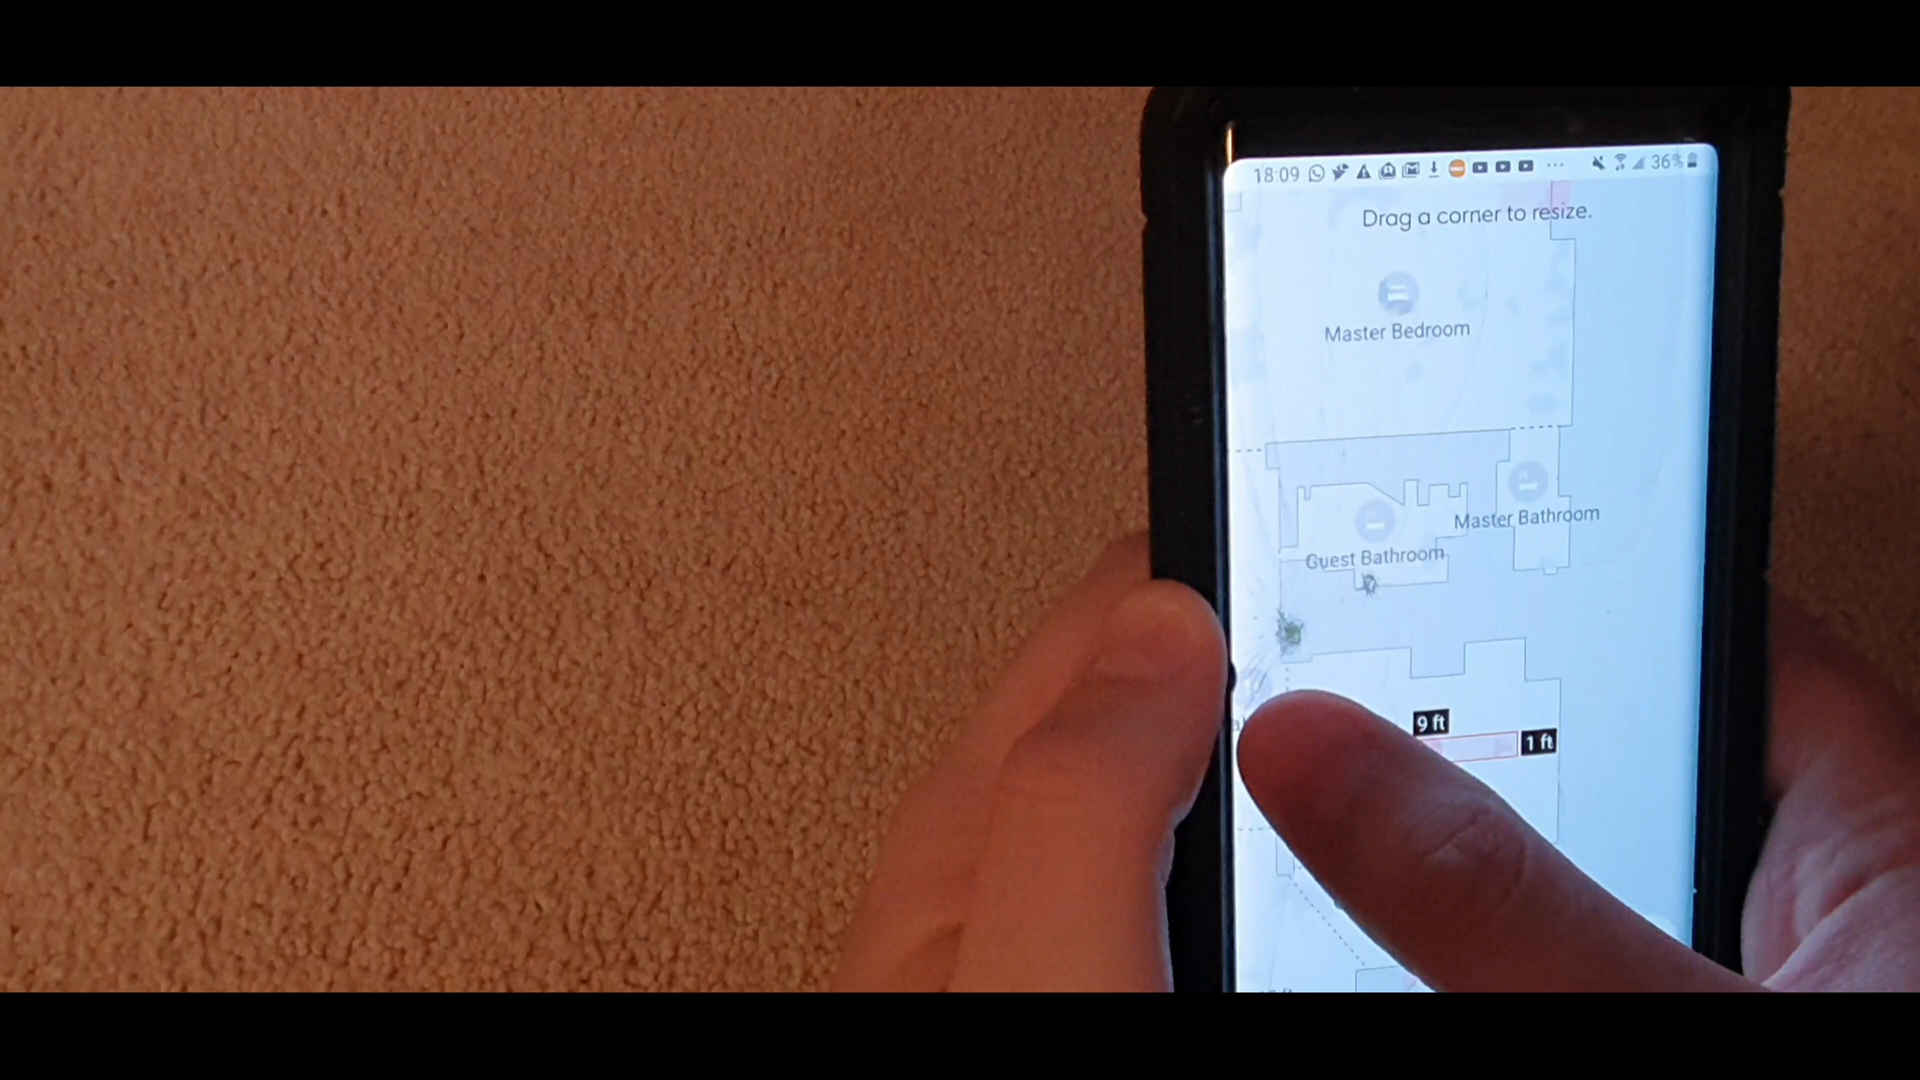 18:09
36%
Drag a corner to resize.
Master Bedroom
Master Bathroom
Guest Bathroom
9 ft
1 ft